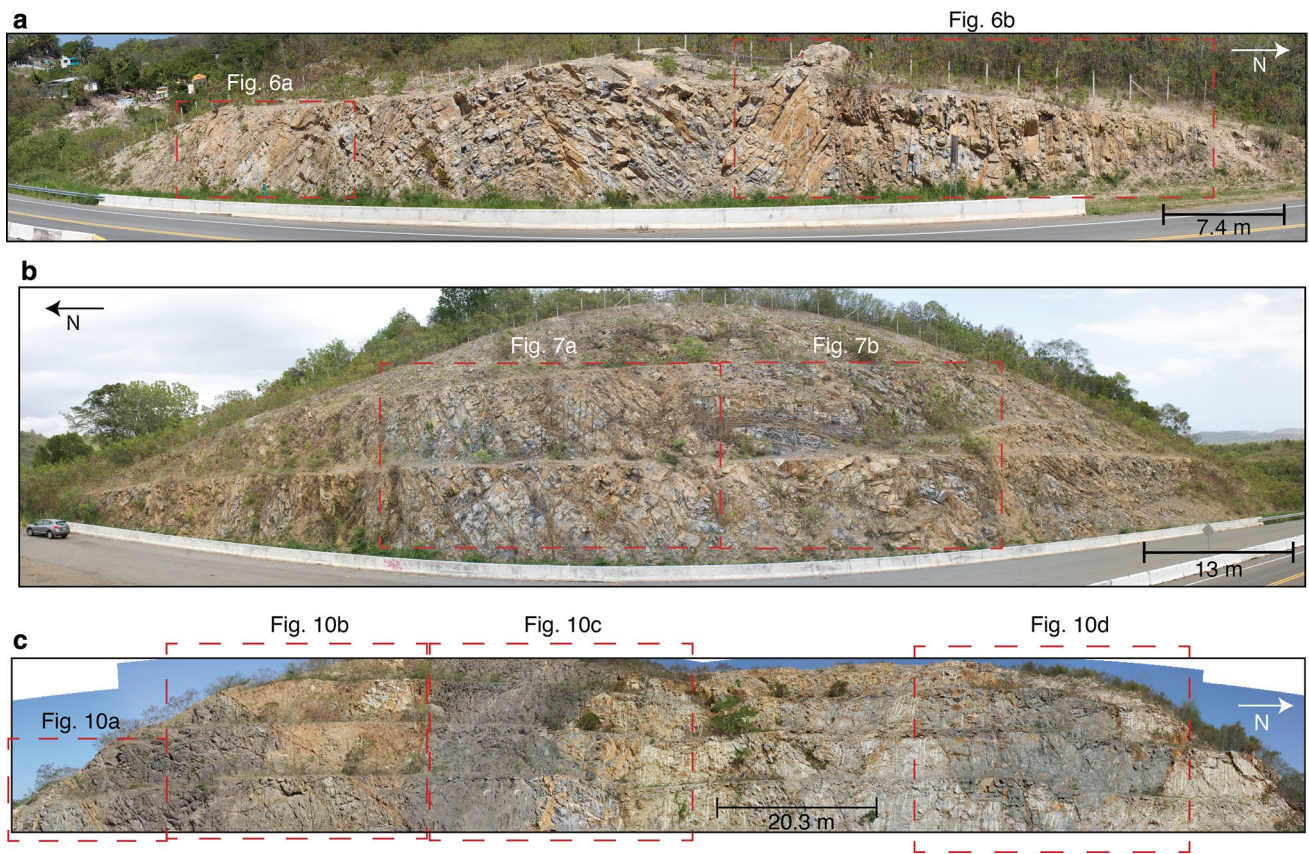 a
Fig. 6b
Fig. 6a
N
7.4 m
b
N
Fig. 7a
Fig. 7b
13 m
c
Fig. 10b
Fig. 10c
Fig. 10d
Fig. 10a
N
20.3 m